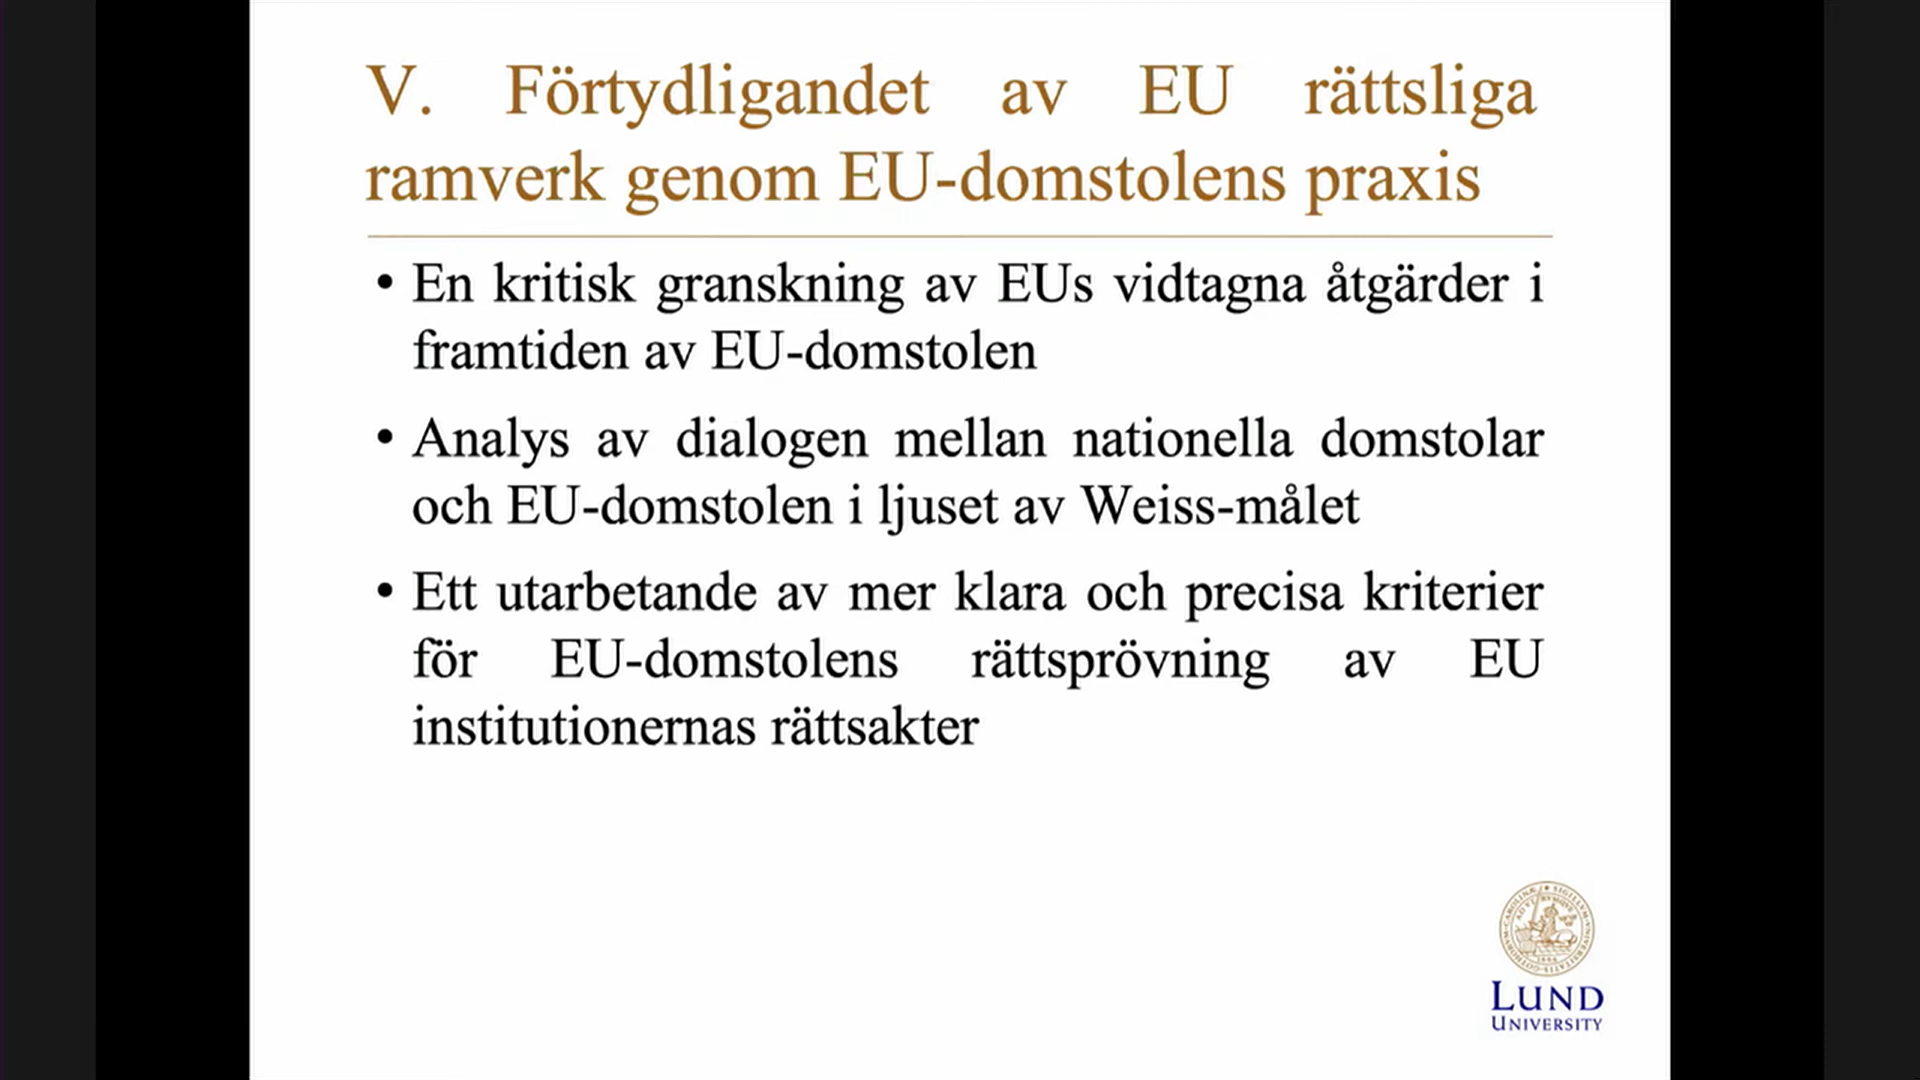 V. Förtydligandet av EU rättsliga
ramverk genom EU-domstolens praxis
• En kritisk granskning av EUs vidtagna åtgärder i
framtiden av EU-domstolen
• Analys av dialogen mellan nationella domstolar
och EU-domstolen i ljuset av Weiss-målet
• Ett utarbetande av mer klara och precisa kriterier
för EU-domstolens rättsprövning av EU
institutionernas rättsakter
LUND
UNIVERSITY